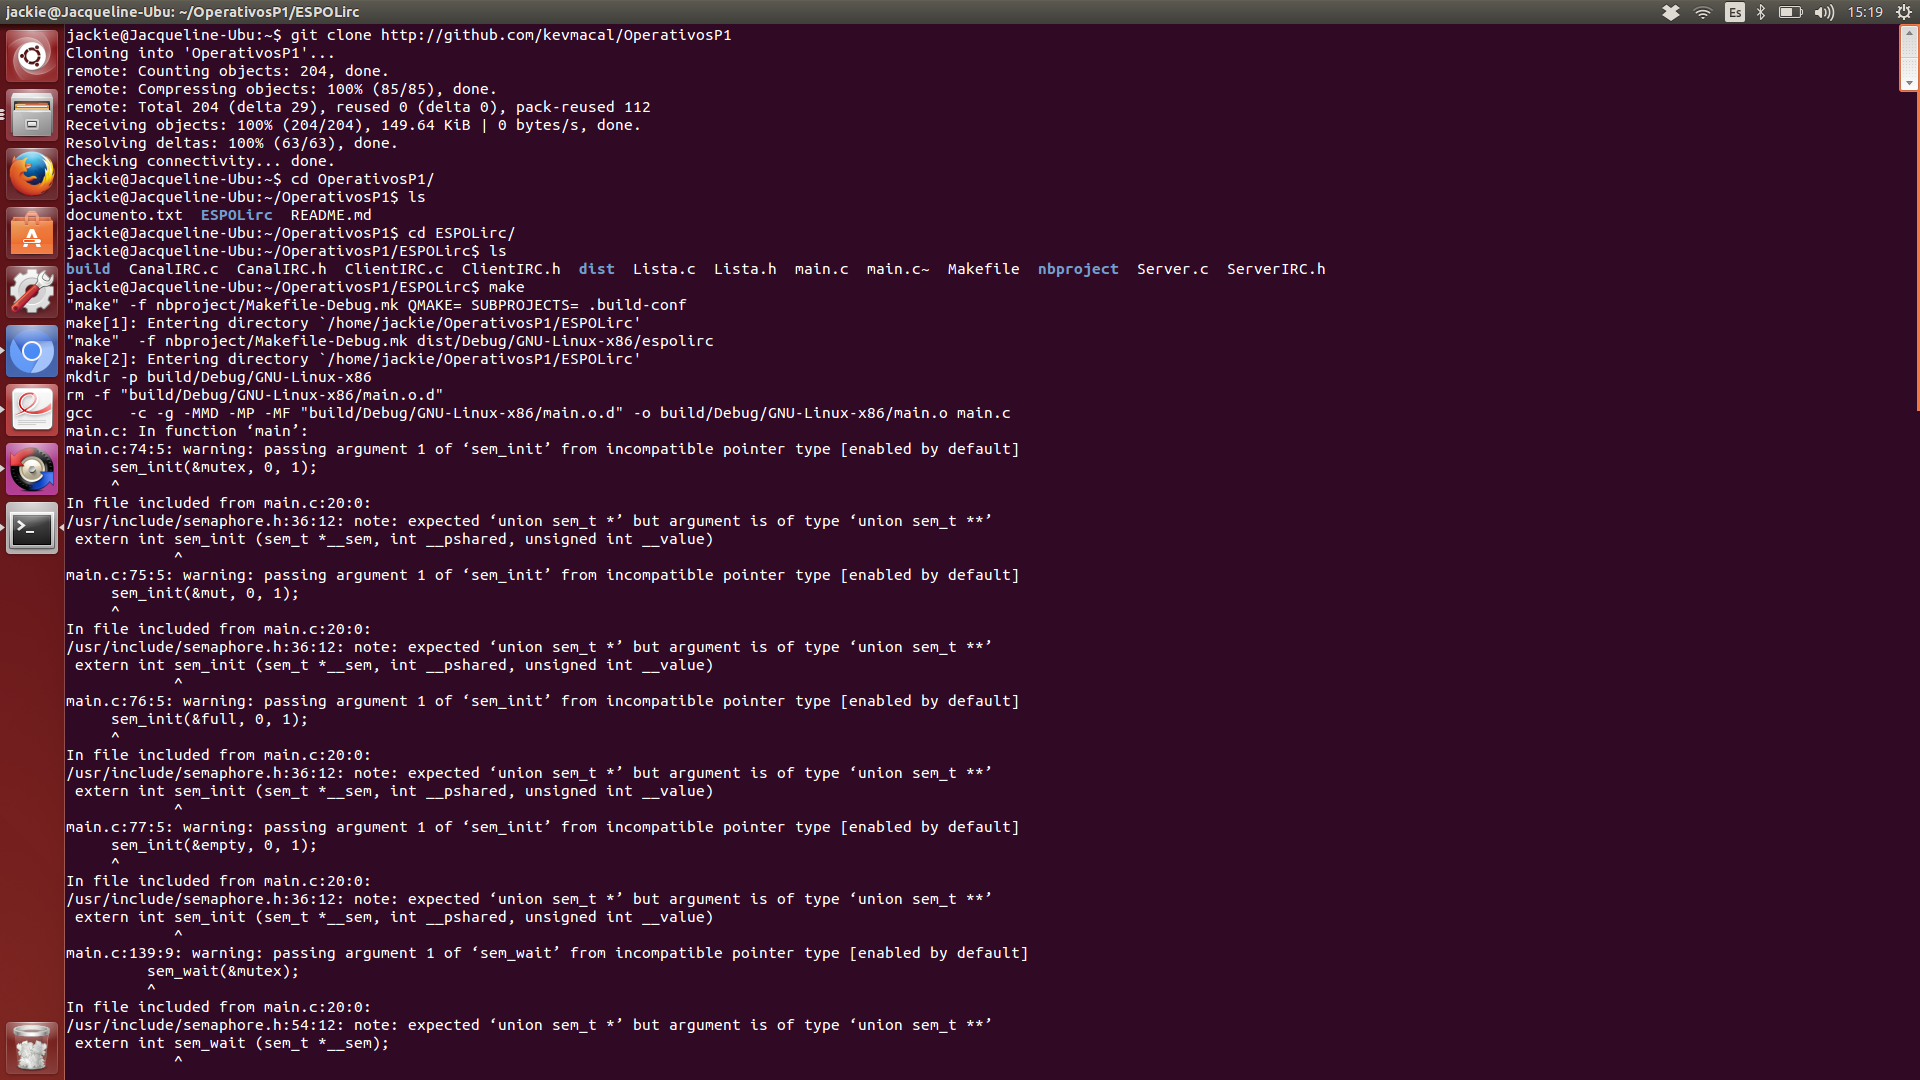 jackie@Jacqueline-Ubu: ~/OperativosP1/ESPOLirc
Es
15:19
jackie@Jacqueline-Ubu:~$ git clone http://github.com/kevmacal/OperativosP1
Cloning into 'OperativosP1'...
remote: Counting objects: 204, done.
remote: Compressing objects: 100% (85/85), done.
remote: Total 204 (delta 29), reused 0 (delta 0), pack-reused 112
Receiving objects: 100% (204/204), 149.64 KiB | 0 bytes/s, done.
Resolving deltas: 100% (63/63), done.
Checking connectivity... done.
jackie@Jacqueline-Ubu:~$ cd OperativosP1/
jackie@Jacqueline-Ubu:~/OperativosP1$ ls
documento.txt  ESPOLirc  README.md
jackie@Jacqueline-Ubu:~/OperativosP1$ cd ESPOLirc/
jackie@Jacqueline-Ubu:~/OperativosP1/ESPOLirc$ ls
build  CanalIRC.c  CanalIRC.h  ClientIRC.c  ClientIRC.h  dist  Lista.c  Lista.h  main.c  main.c~  Makefile  nbproject  Server.c  ServerIRC.h
jackie@Jacqueline-Ubu:~/OperativosP1/ESPOLirc$ make
"make" -f nbproject/Makefile-Debug.mk QMAKE= SUBPROJECTS= .build-conf
make[1]: Entering directory `/home/jackie/OperativosP1/ESPOLirc'
"make"  -f nbproject/Makefile-Debug.mk dist/Debug/GNU-Linux-x86/espolirc
make[2]: Entering directory `/home/jackie/OperativosP1/ESPOLirc'
mkdir -p build/Debug/GNU-Linux-x86
rm -f "build/Debug/GNU-Linux-x86/main.o.d"
gcc    -c -g -MMD -MP -MF "build/Debug/GNU-Linux-x86/main.o.d" -o build/Debug/GNU-Linux-x86/main.o main.c
main.c: In function ‘main’:
main.c:74:5: warning: passing argument 1 of ‘sem_init’ from incompatible pointer type [enabled by default]
     sem_init(&mutex, 0, 1);
     ^
In file included from main.c:20:0:
/usr/include/semaphore.h:36:12: note: expected ‘union sem_t *’ but argument is of type ‘union sem_t **’
 extern int sem_init (sem_t *__sem, int __pshared, unsigned int __value)
            ^
main.c:75:5: warning: passing argument 1 of ‘sem_init’ from incompatible pointer type [enabled by default]
     sem_init(&mut, 0, 1);
     ^
In file included from main.c:20:0:
/usr/include/semaphore.h:36:12: note: expected ‘union sem_t *’ but argument is of type ‘union sem_t **’
 extern int sem_init (sem_t *__sem, int __pshared, unsigned int __value)
            ^
main.c:76:5: warning: passing argument 1 of ‘sem_init’ from incompatible pointer type [enabled by default]
     sem_init(&full, 0, 1);
     ^
In file included from main.c:20:0:
/usr/include/semaphore.h:36:12: note: expected ‘union sem_t *’ but argument is of type ‘union sem_t **’
 extern int sem_init (sem_t *__sem, int __pshared, unsigned int __value)
            ^
main.c:77:5: warning: passing argument 1 of ‘sem_init’ from incompatible pointer type [enabled by default]
     sem_init(&empty, 0, 1);
     ^
In file included from main.c:20:0:
/usr/include/semaphore.h:36:12: note: expected ‘union sem_t *’ but argument is of type ‘union sem_t **’
 extern int sem_init (sem_t *__sem, int __pshared, unsigned int __value)
            ^
main.c:139:9: warning: passing argument 1 of ‘sem_wait’ from incompatible pointer type [enabled by default]
         sem_wait(&mutex);
         ^
In file included from main.c:20:0:
/usr/include/semaphore.h:54:12: note: expected ‘union sem_t *’ but argument is of type ‘union sem_t **’
 extern int sem_wait (sem_t *__sem);
            ^